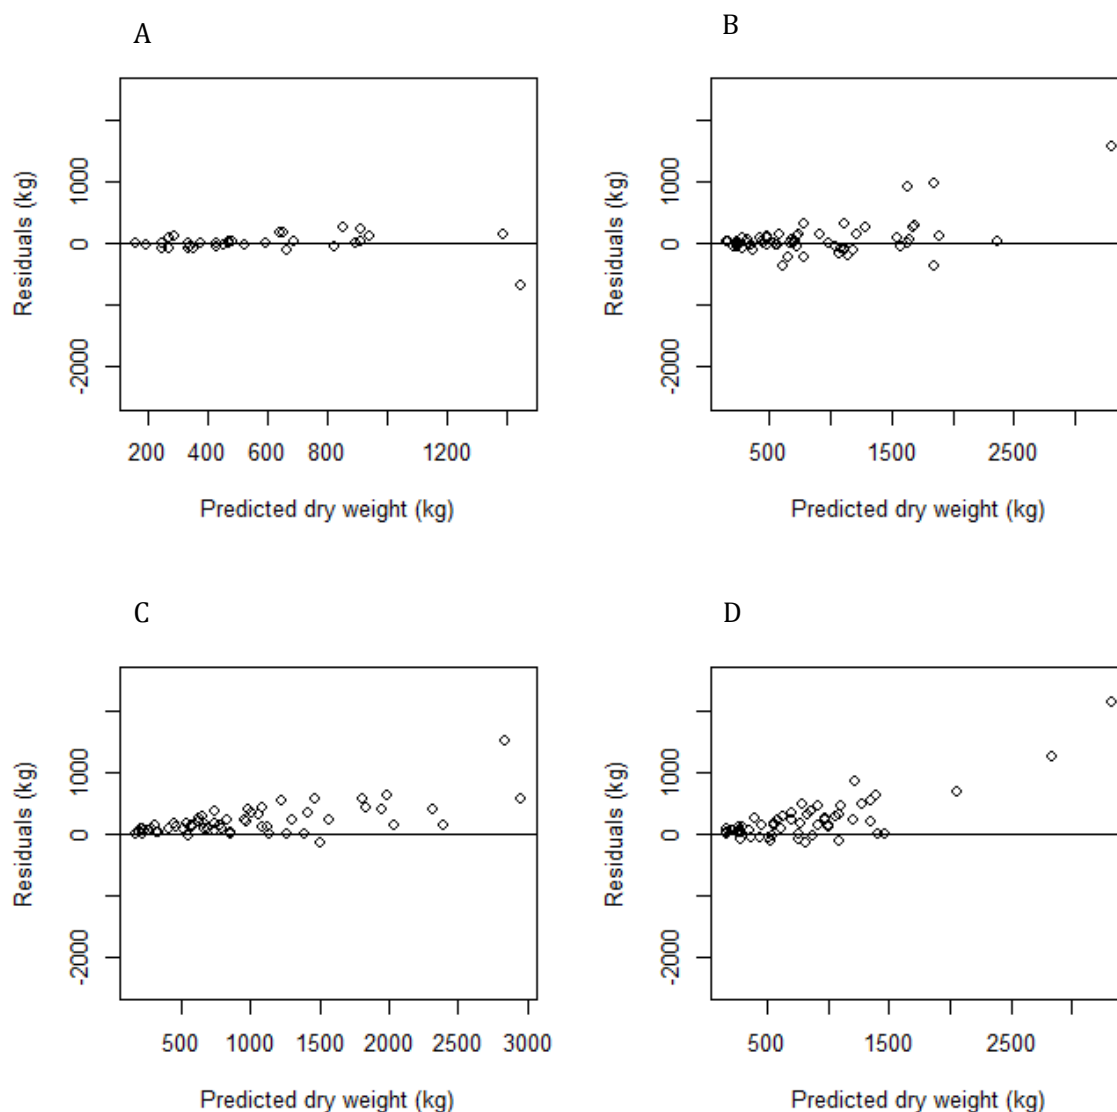 A
B
Residuals (kg)
1000
0
-2000
200 400 600 800 1200
Predicted dry weight (kg)
Residuals (kg)
1000
0
-2000
500 1500 2500
Predicted dry weight (kg)
C
D
Residuals (kg)
1000
0
-2000
500 1000 1500 2000 2500 3000
Predicted dry weight (kg)
Residuals (kg)
1000
0
-2000
500 1500 2500
Predicted dry weight (kg)